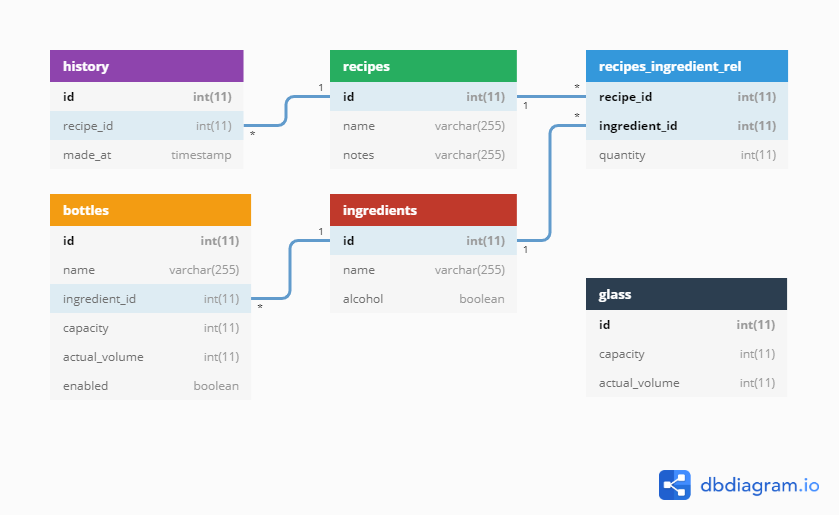 history
id int(11)
recipe_id int(11)
made_at timestamp
1
*
recipes
id int(11)
name varchar(255)
notes varchar(255)
1
*
recipes_ingredient_rel
recipe_id int(11)
ingredient_id int(11)
quantity int(11)
*
bottles
id int(11)
name varchar(255)
ingredient_id int(11)
capacity int(11)
actual_volume int(11)
enabled boolean
1
*
ingredients
id int(11)
name varchar(255)
alcohol boolean
1
glass
id int(11)
capacity int(11)
actual_volume int(11)
dbdiagram.io